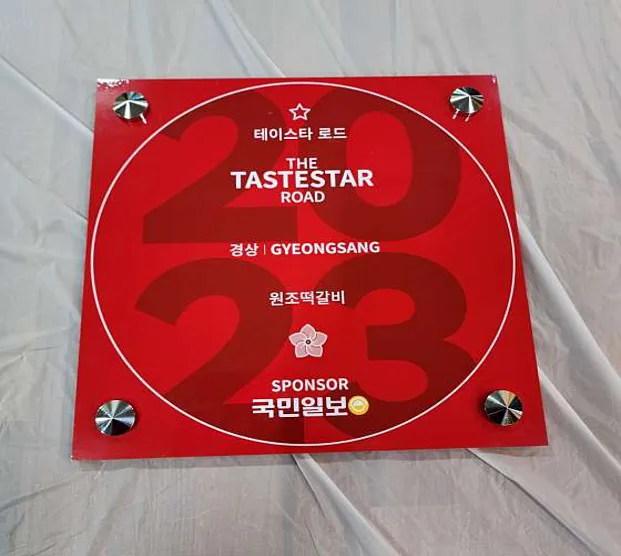 2023
테이스타 로드
THE
TASTESTAR
ROAD
경상 | GYEONGSANG
원조떡갈비
SPONSOR
국민일보